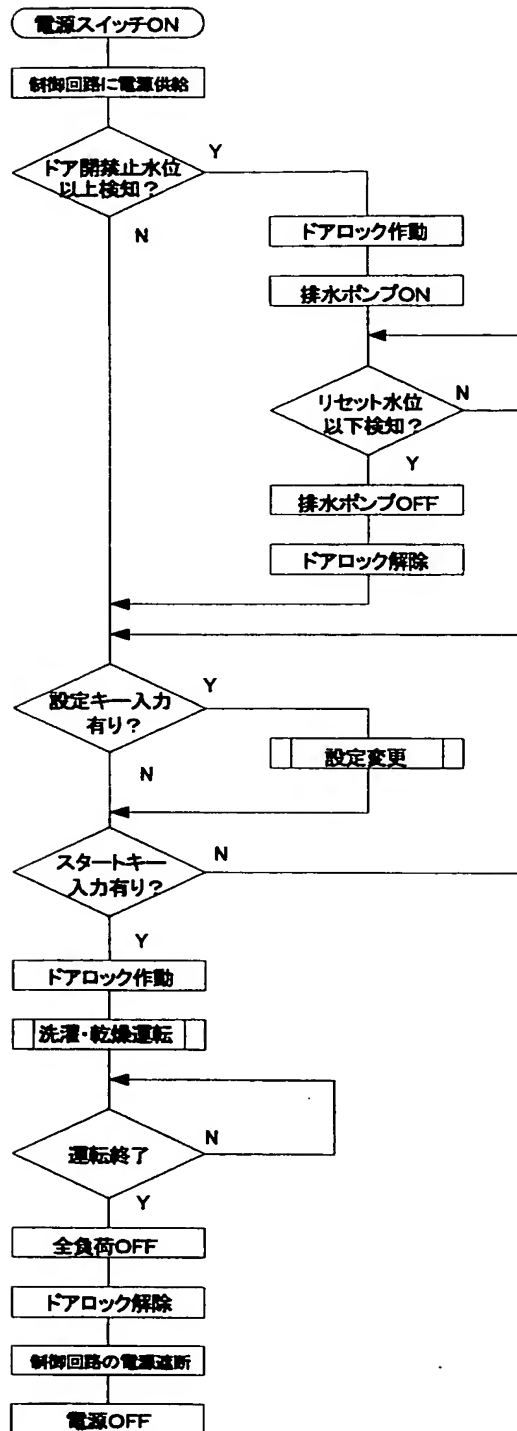 電源スイッチON
制御回路に電源供給
ドア開禁止水位
以上検知？
Y
N
ドアロック作動
排水ポンプON
リセット水位
以下検知？
N
Y
排水ポンプOFF
ドアロック解除
設定キー入力
有り？
Y
設定変更
N
スタートキー
入力有り？
N
Y
ドアロック作動
洗濯・乾燥運転
運転終了
N
Y
全負荷OFF
ドアロック解除
制御回路の電源遮断
電源OFF